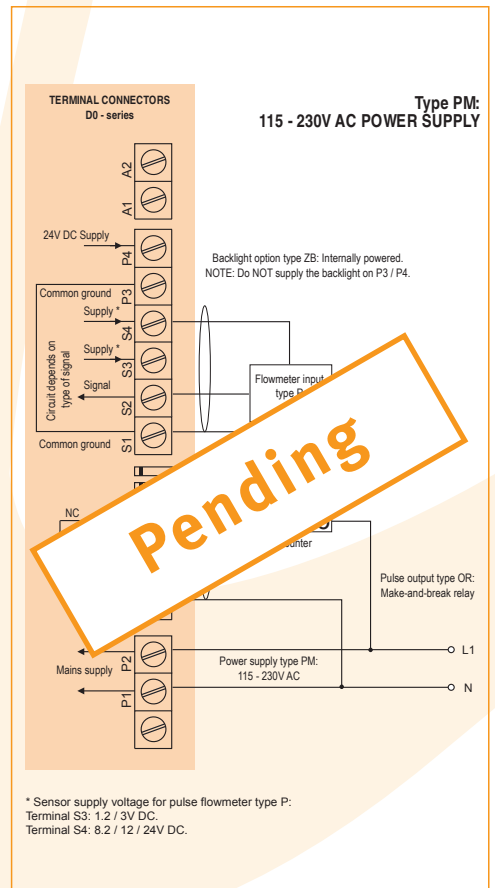 TERMINAL CONNECTORS
D0 - series
Type PM:
115 - 230V AC POWER SUPPLY
A2
A1
24V DC Supply
P4
Backlight option type ZB: Internally powered.
NOTE: Do NOT supply the backlight on P3 / P4.
Common ground
P3
Supply *
S4
Supply *
S3
Circuit depends on
type of signal
Signal
S2
Flowmeter input
type
Common ground
S1
Pending
NC
Pulse output type OR:
Make-and-break relay
L1
P2
Mains supply
Power supply type PM:
115 - 230V AC
N
P1
* Sensor supply voltage for pulse flowmeter type P:
Terminal S3: 1.2 / 3V DC.
Terminal S4: 8.2 / 12 / 24V DC.